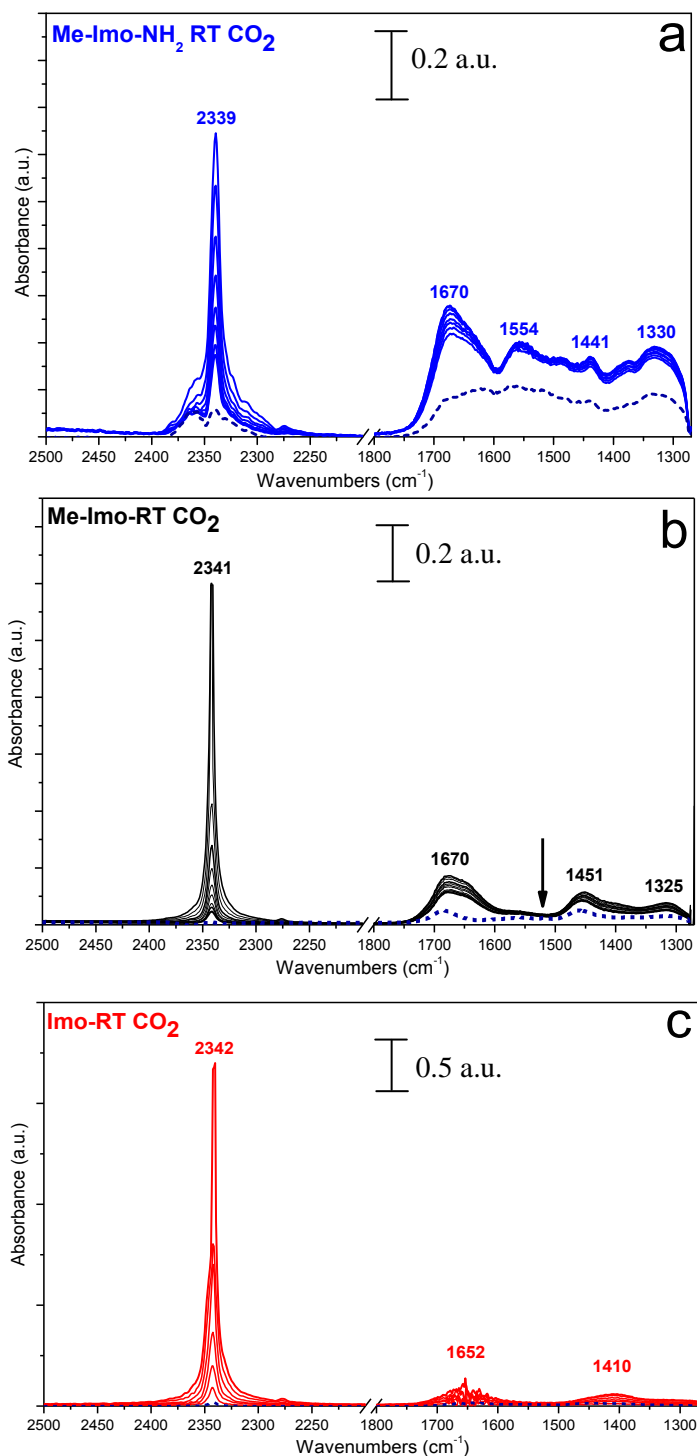 Me-Imo-NH2 RT CO2
a
0.2 a.u.
2339
1670
1554
1441
1330
Absorbance (a.u.)
2500 2450 2400 2350 2300 2250 1800 1700 1600 1500 1400 1300
Wavenumbers (cm-1)
Me-Imo-RT CO2
b
0.2 a.u.
2341
1670
1451
1325
Absorbance (a.u.)
2500 2450 2400 2350 2300 2250 1800 1700 1600 1500 1400 1300
Wavenumbers (cm-1)
Imo-RT CO2
c
0.5 a.u.
2342
1652
1410
Absorbance (a.u.)
2500 2450 2400 2350 2300 2250 1800 1700 1600 1500 1400 1300
Wavenumbers (cm-1)